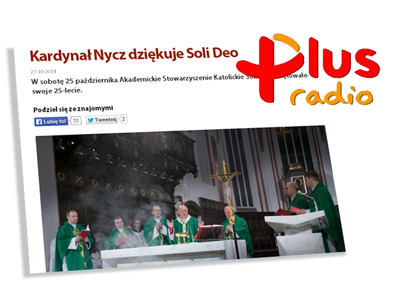 Kardynał Nycz dziękuje Soli Deo
27-10-2014
W sobotę 25 października Akademickie Stowarzyszenie Katolickie
swoje 25-lecie.
Podziel się ze znajomymi
Lubię to! 33 Tweetnij 2
Plus
radio